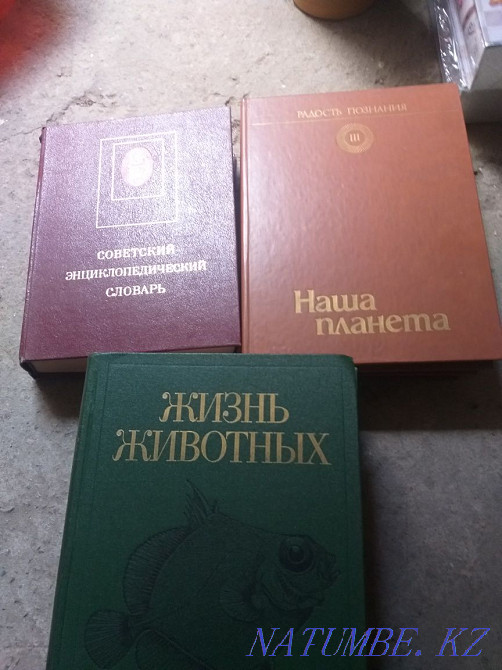 СОВЕТСКИЙ
ЭНЦИКЛОПЕДИЧЕСКИЙ
СЛОВАРЬ
РАДОСТЬ ПОЗНАНИЯ
III
Наша
планета
ЖИЗНЬ
ЖИВОТНЫХ
NATUMBE. KZ